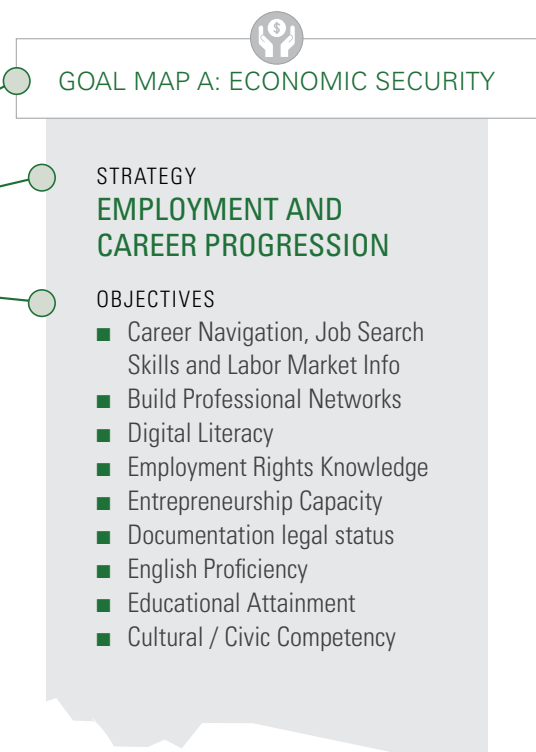 $
GOAL MAP A: ECONOMIC SECURITY
STRATEGY
EMPLOYMENT AND
CAREER PROGRESSION
OBJECTIVES
■ Career Navigation, Job Search
Skills and Labor Market Info
■ Build Professional Networks
■ Digital Literacy
■ Employment Rights Knowledge
■ Entrepreneurship Capacity
■ Documentation legal status
■ English Proficiency
■ Educational Attainment
■ Cultural / Civic Competency